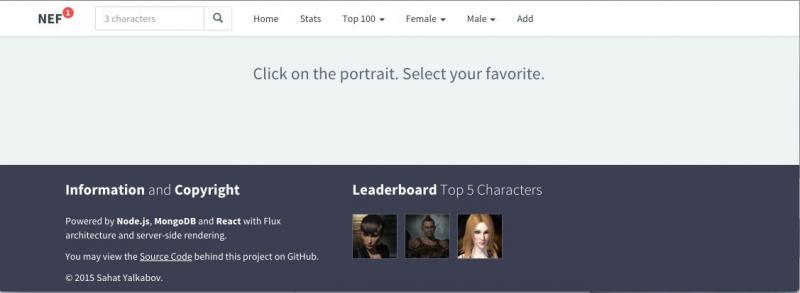 NEF 1 3 characters Home Stats Top 100 Female Male Add
Click on the portrait. Select your favorite.
Information and Copyright
Powered by Node.js, MongoDB and React with Flux
architecture and server-side rendering.
You may view the Source Code behind this project on GitHub.
© 2015 Sahat Yalkabov.
Leaderboard Top 5 Characters